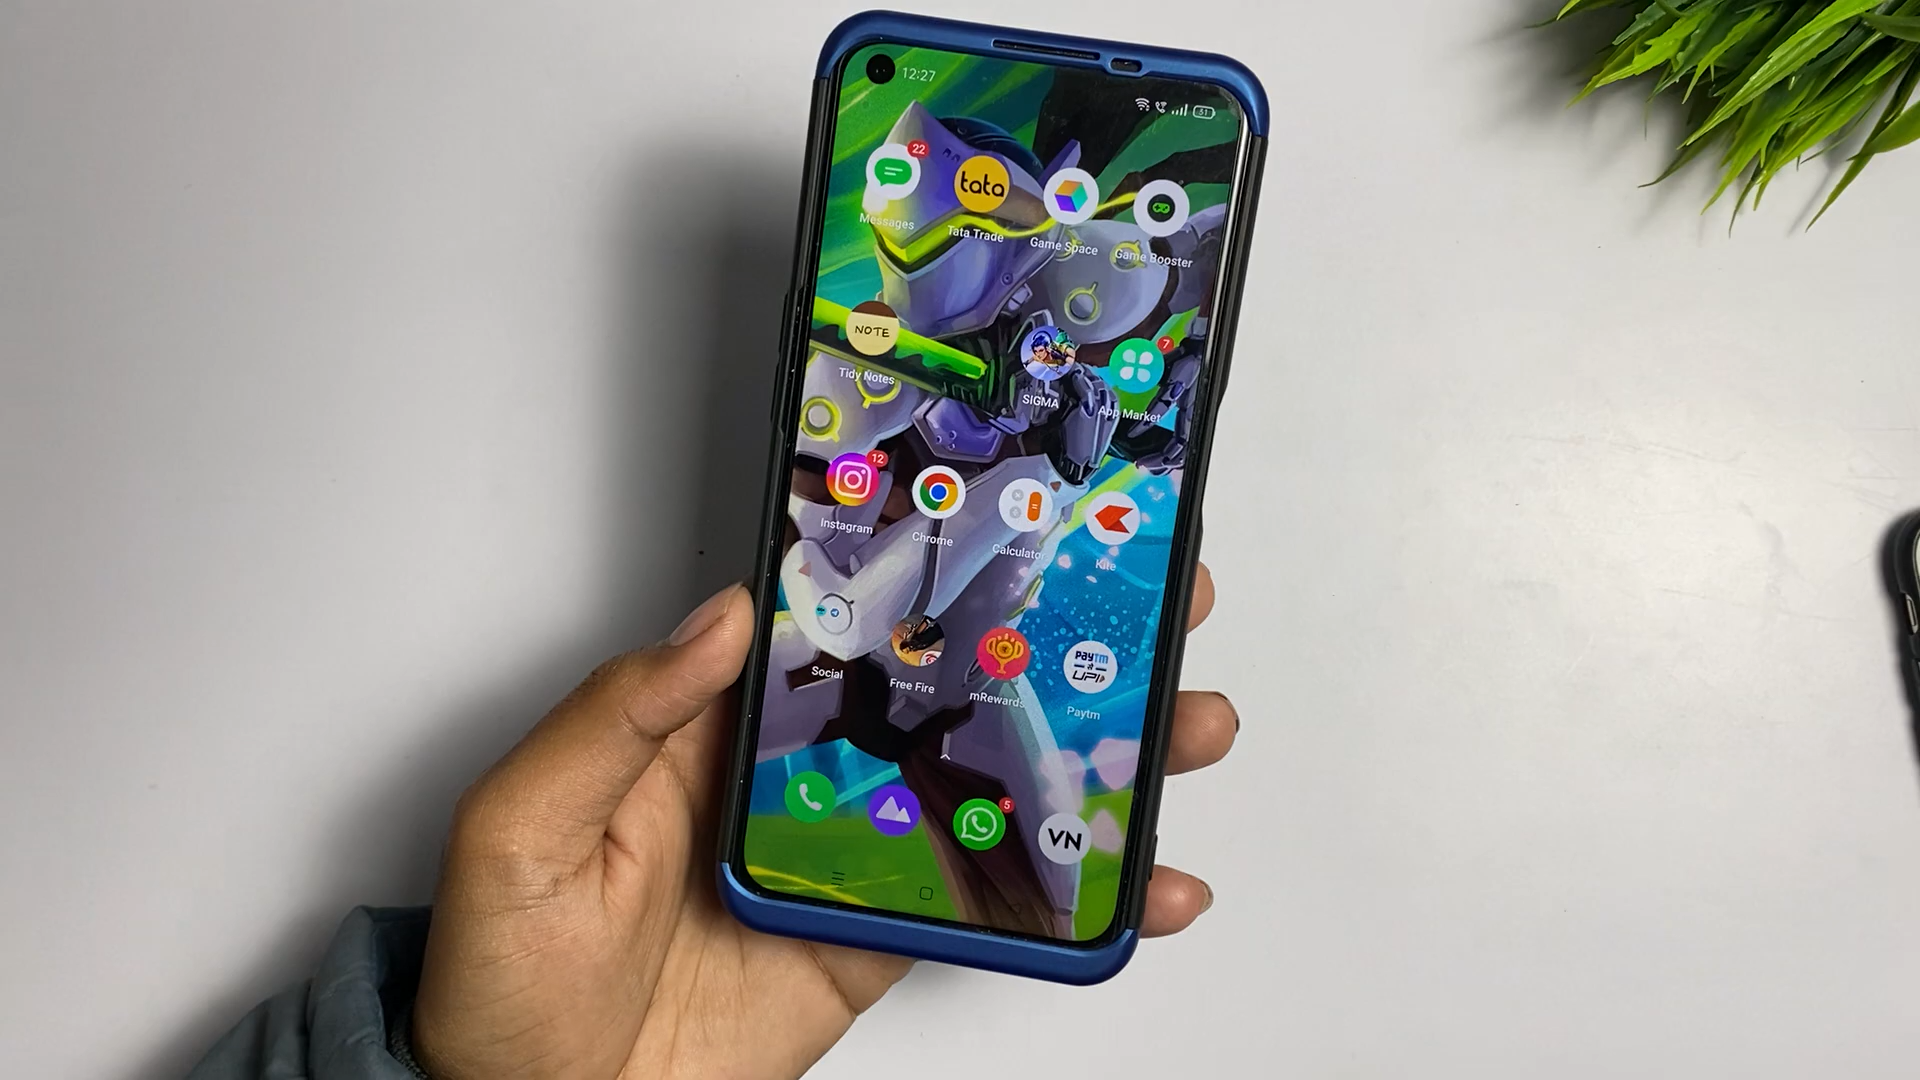 12:27
31
22
tata
Messages
Tata Trade
Game Space
Game Booster
NOTE
7
Tidy Notes
SIGMA
App Market
12
Instagram
Chrome
Calculator
Kite
Paytm
UPI
Social
Free Fire
mRewards
Paytm
5
VN